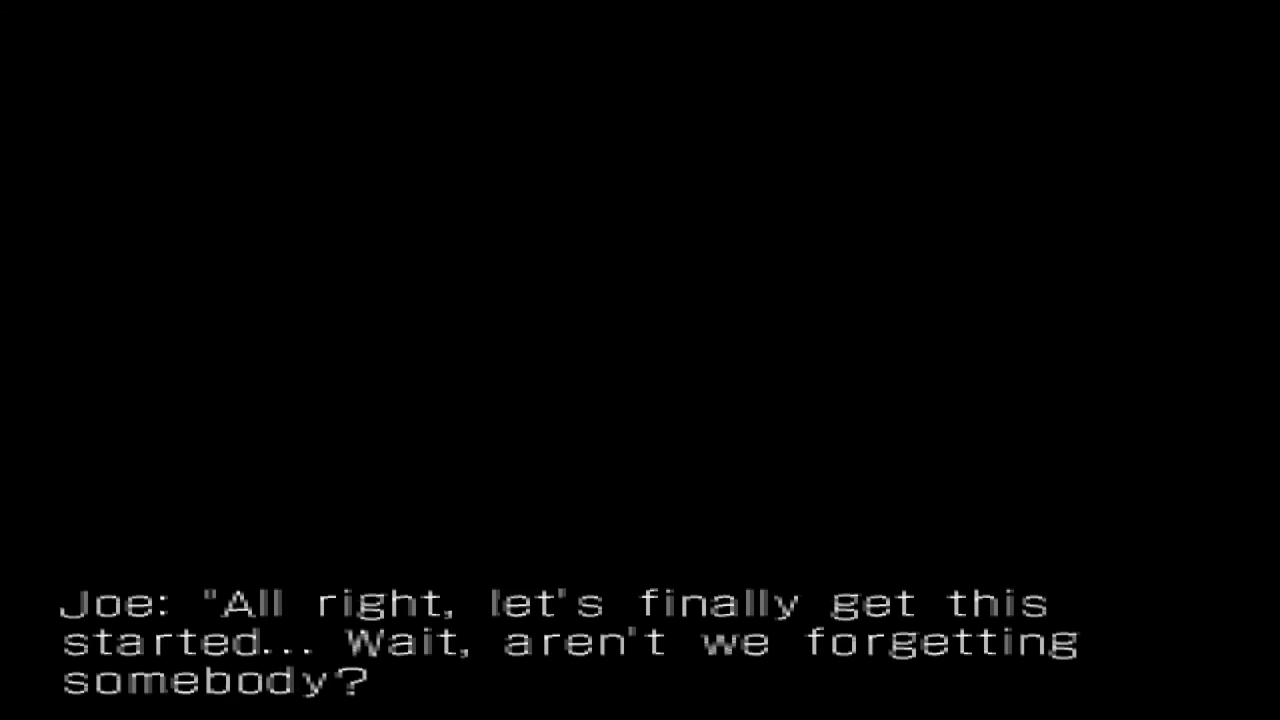 Joe: "All right, let's finally get this
started... Wait, aren't we forgetting
somebody?